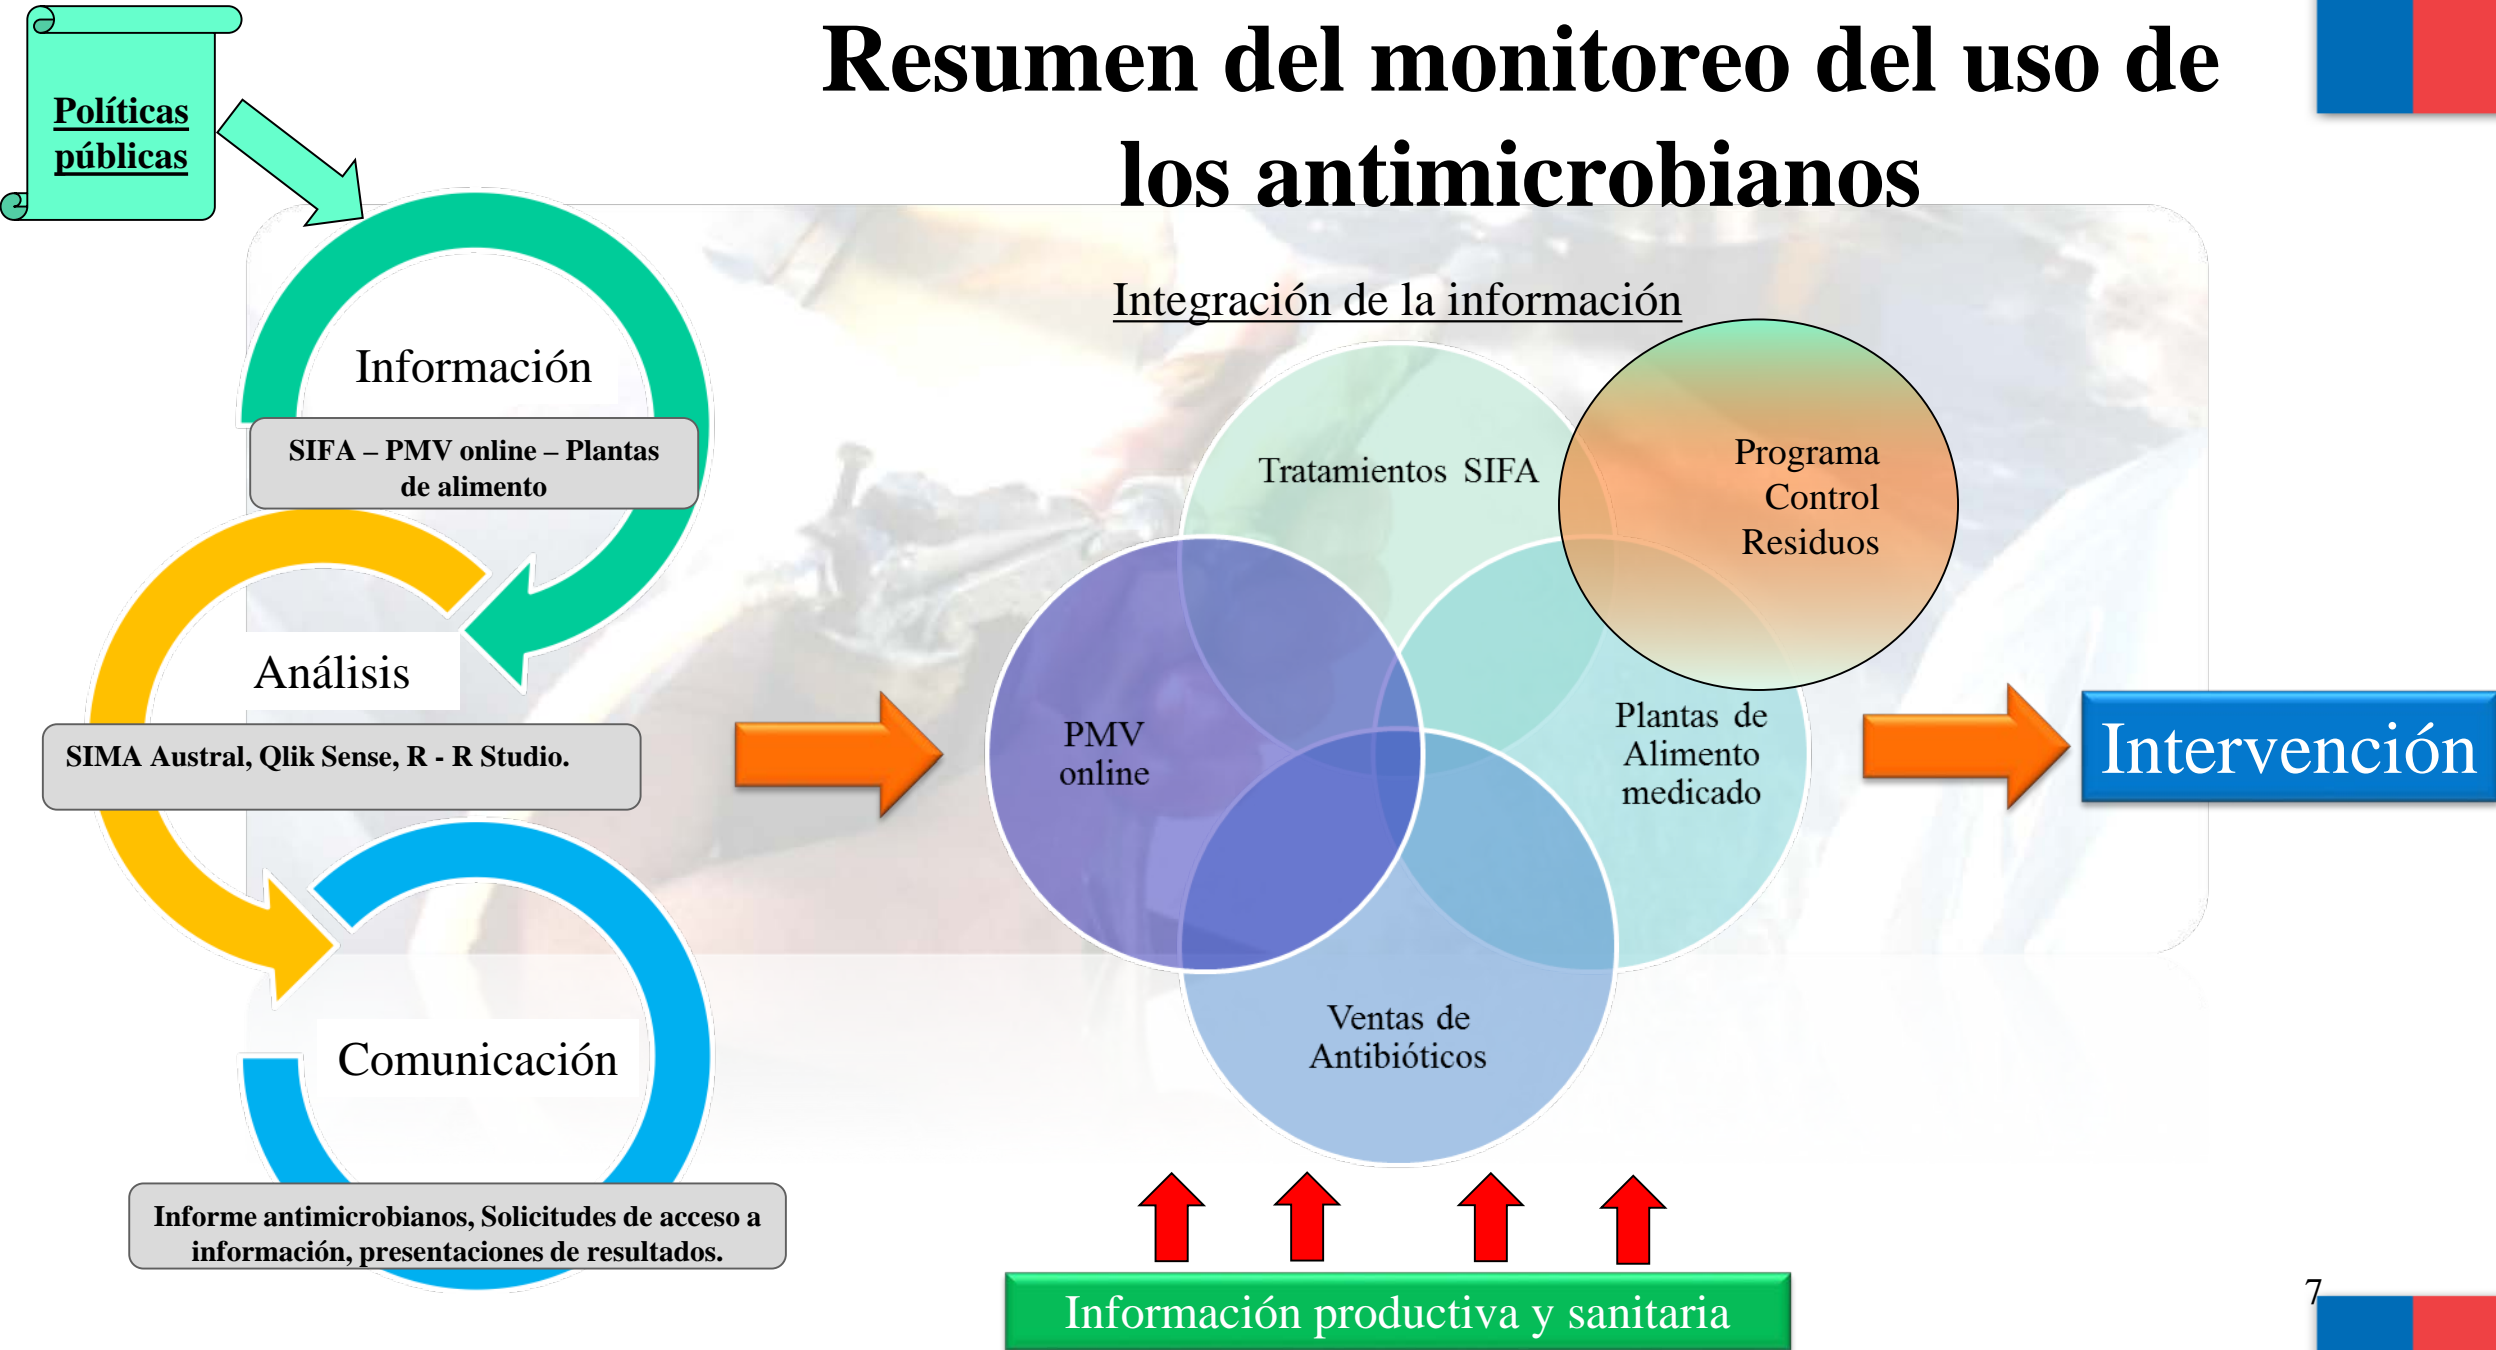 Políticas
públicas
Resumen del monitoreo del uso de
los antimicrobianos
Información
SIFA – PMV online – Plantas
de alimento
Análisis
SIMA Austral, Qlik Sense, R - R Studio.
Comunicación
Informe antimicrobianos, Solicitudes de acceso a
información, presentaciones de resultados.
Integración de la información
Tratamientos SIFA
Programa
Control
Residuos
PMV
online
Plantas de
Alimento
medicado
Ventas de
Antibióticos
Intervención
Información productiva y sanitaria
7